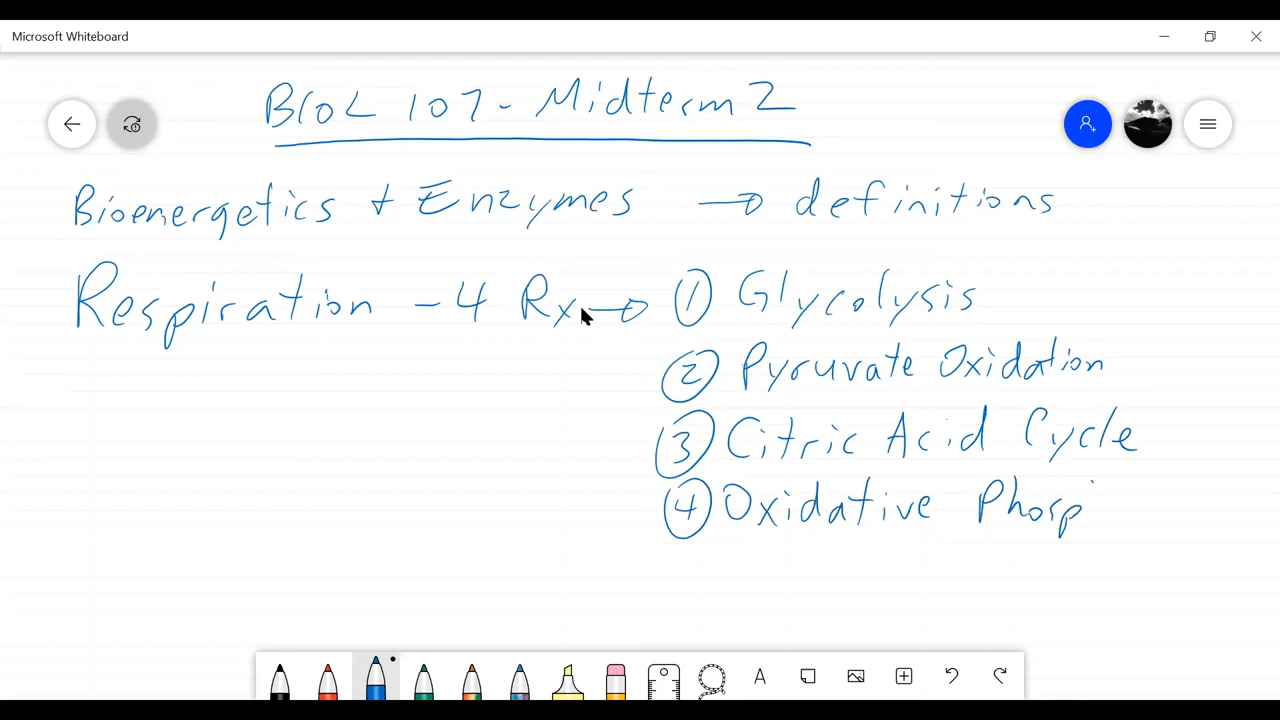 Microsoft Whiteboard
BIOL 107 - Midterm 2
Bioenergetics + Enzymes → definitions
Respiration - 4 Rx → ① Glycolysis
② Pyruvate Oxidation
③ Citric Acid Cycle
④ Oxidative Phosp
A